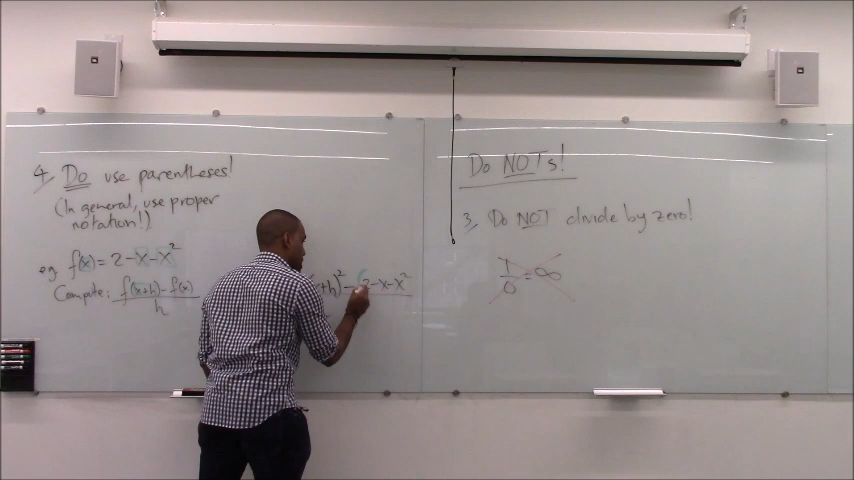 4. Do use parentheses!
(In general, use proper
notation!)
eg f(x) = 2 - x - x²
Compute: f(x+h) - f(x) / h
+h)² - (2 - x - x²
Do NOTs!
3. Do NOT divide by zero!
1/0 = ∞